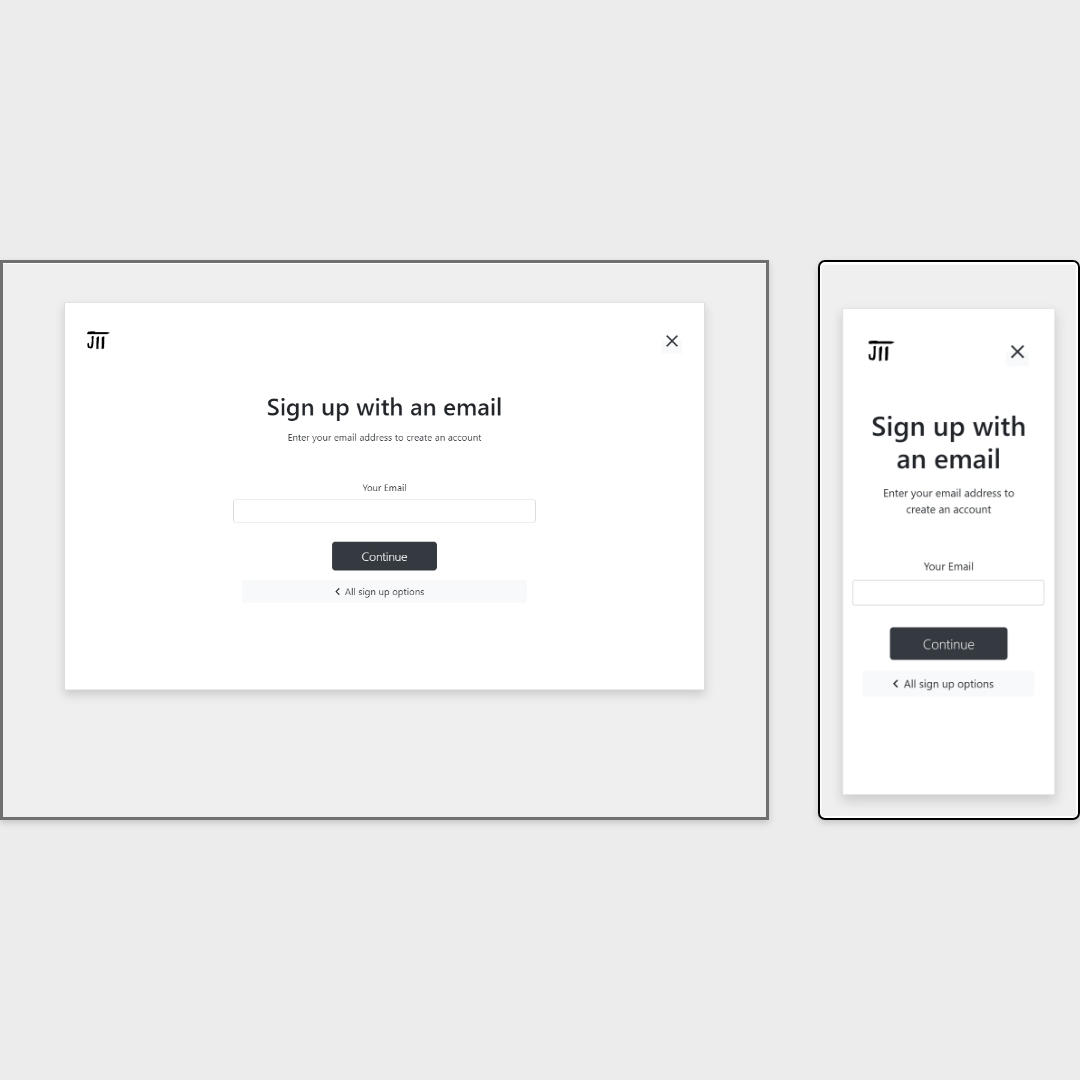 Sign up with an email
Enter your email address to create an account
Your Email
Continue
All sign up options
Sign up with
an email
Enter your email address to
create an account
Your Email
Continue
All sign up options